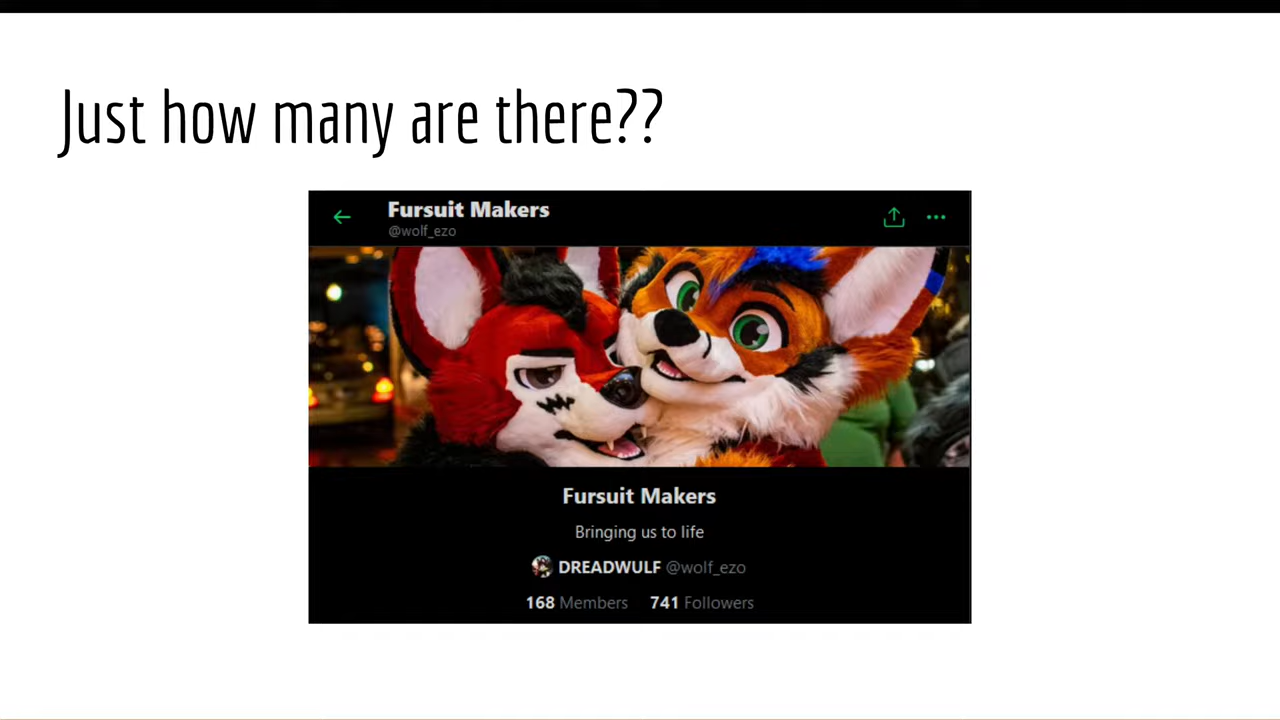 Just how many are there??
Fursuit Makers
@wolf_ezo
Fursuit Makers
Bringing us to life
DREADWULF @wolf_ezo
168 Members 741 Followers